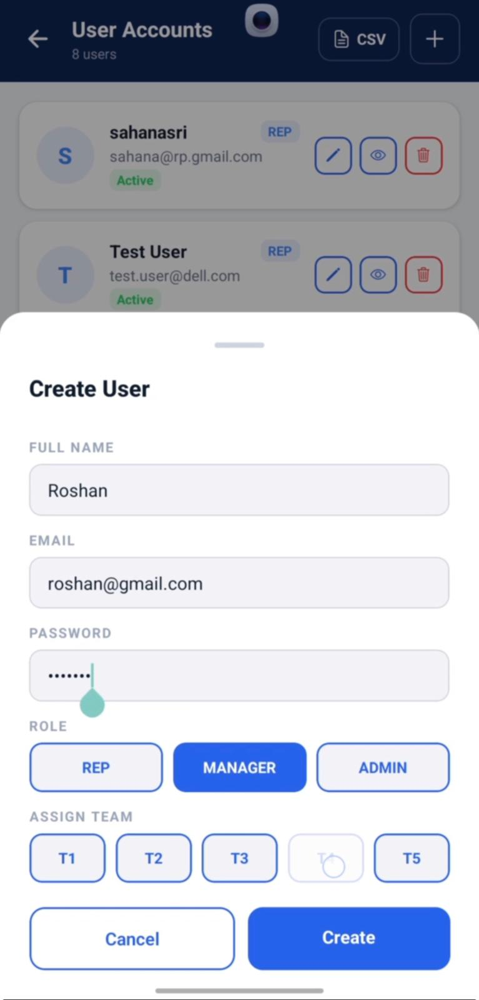 User Accounts
8 users
CSV
S
sahanasri
REP
sahana@rp.gmail.com
Active
T
Test User
REP
test.user@dell.com
Active
Create User
FULL NAME
Roshan
EMAIL
roshan@gmail.com
PASSWORD
•••••••
ROLE
REP MANAGER ADMIN
ASSIGN TEAM
T1 T2 T3 T4 T5
Cancel Create